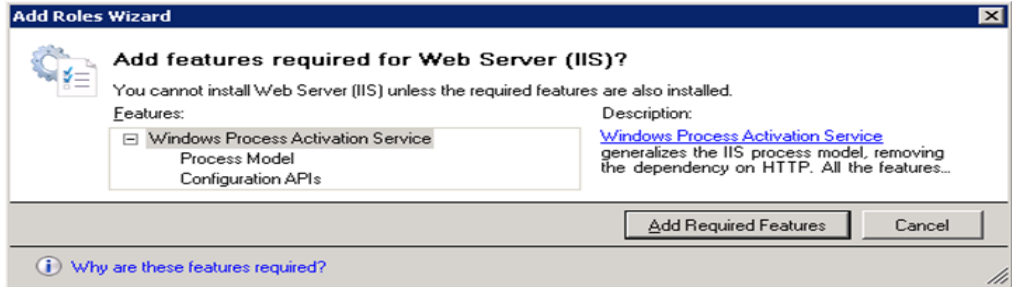 Add Roles Wizard
Add features required for Web Server (IIS)?
You cannot install Web Server (IIS) unless the required features are also installed.
Features:
Windows Process Activation Service
Process Model
Configuration APIs
Description:
Windows Process Activation Service
generalizes the IIS process model, removing
the dependency on HTTP. All the features...
Add Required Features
Cancel
Why are these features required?